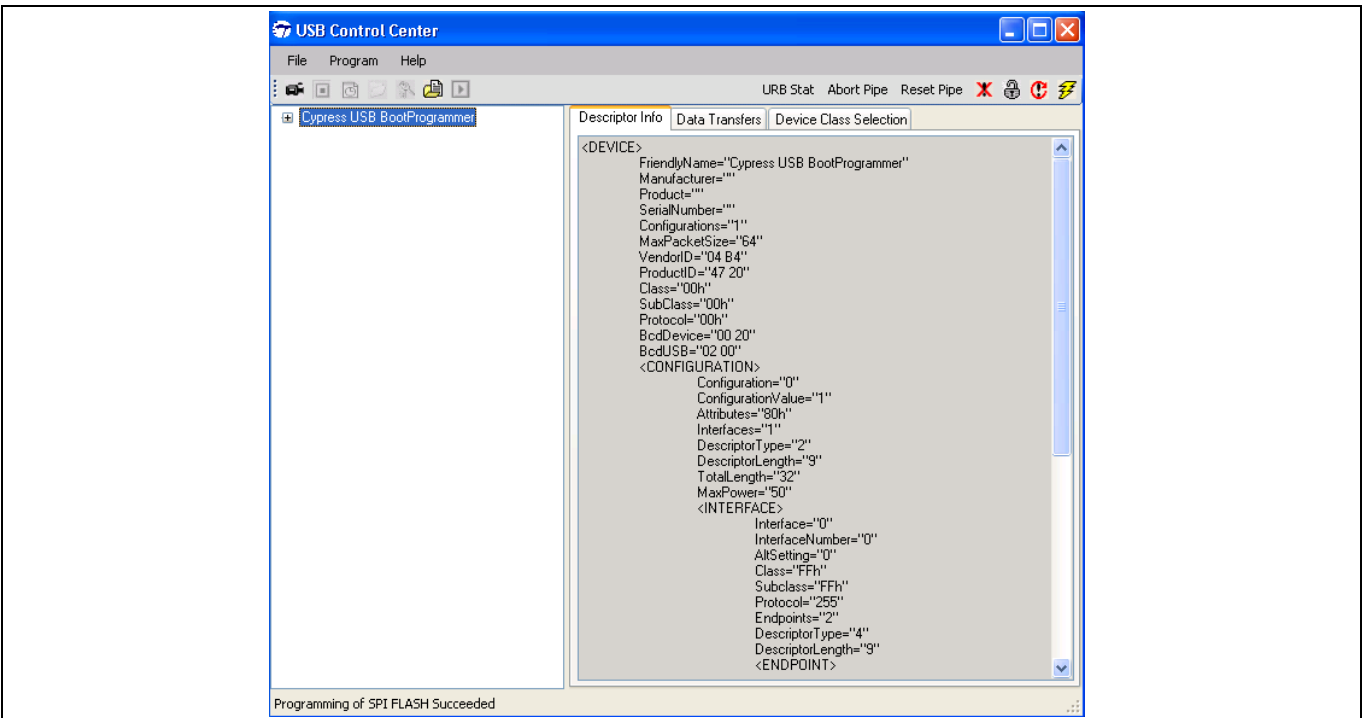 USB Control Center
File Program Help
URB Stat Abort Pipe Reset Pipe
Cypress USB BootProgrammer
Descriptor Info Data Transfers Device Class Selection
<DEVICE>
FriendlyName="Cypress USB BootProgrammer"
Manufacturer=""
Product=""
SerialNumber=""
Configurations="1"
MaxPacketSize="64"
VendorID="04 B4"
ProductID="47 20"
Class="00h"
SubClass="00h"
Protocol="00h"
BcdDevice="00 20"
BcdUSB="02 00"
<CONFIGURATION>
Configuration="0"
ConfigurationValue="1"
Attributes="80h"
Interfaces="1"
DescriptorType="2"
DescriptorLength="9"
TotalLength="32"
MaxPower="50"
<INTERFACE>
Interface="0"
InterfaceNumber="0"
AltSetting="0"
Class="FFh"
Subclass="FFh"
Protocol="255"
Endpoints="2"
DescriptorType="4"
DescriptorLength="9"
<ENDPOINT>
Programming of SPI FLASH Succeeded